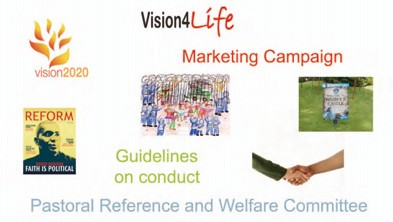 Vision4Life
Marketing Campaign
vision2020
REFORM
FAITH IS POLITICAL
Guidelines
on conduct
Pastoral Reference and Welfare Committee